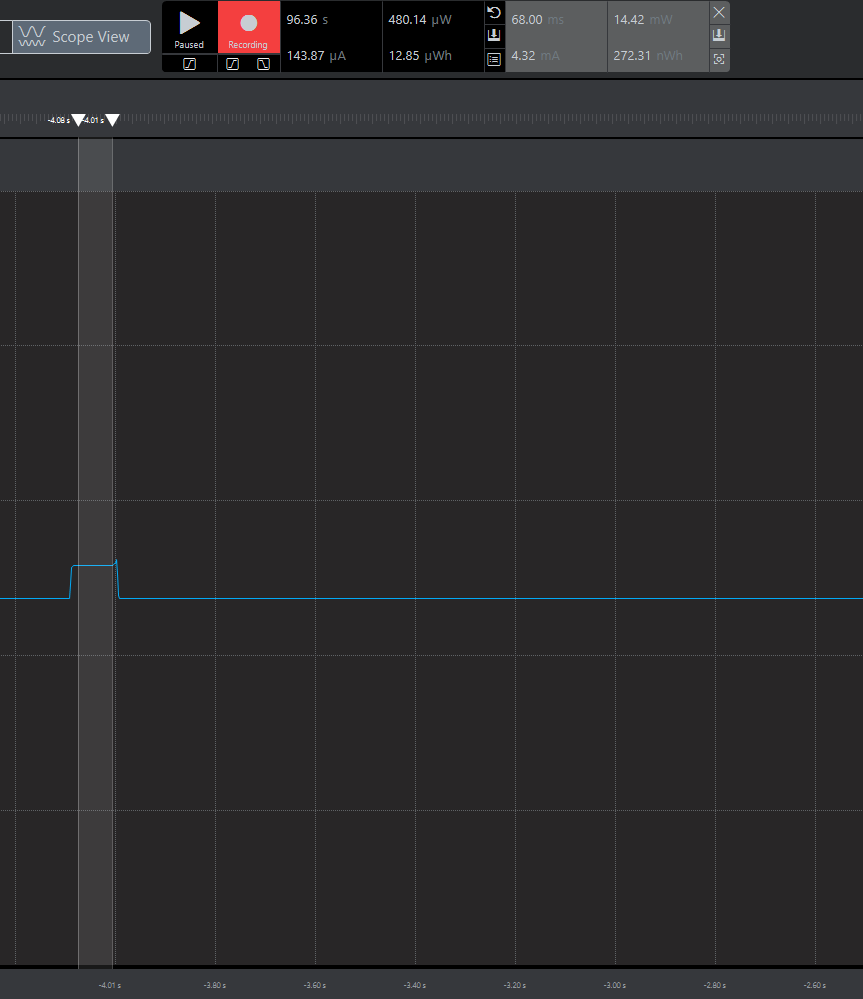 Scope View
Paused
Recording
96.36 s
143.87 µA
480.14 µW
12.85 µWh
68.00 ms
4.32 mA
14.42 mW
272.31 nWh
-4.08 s
-4.01 s
-4.01 s
-3.80 s
-3.60 s
-3.40 s
-3.20 s
-3.00 s
-2.80 s
-2.60 s